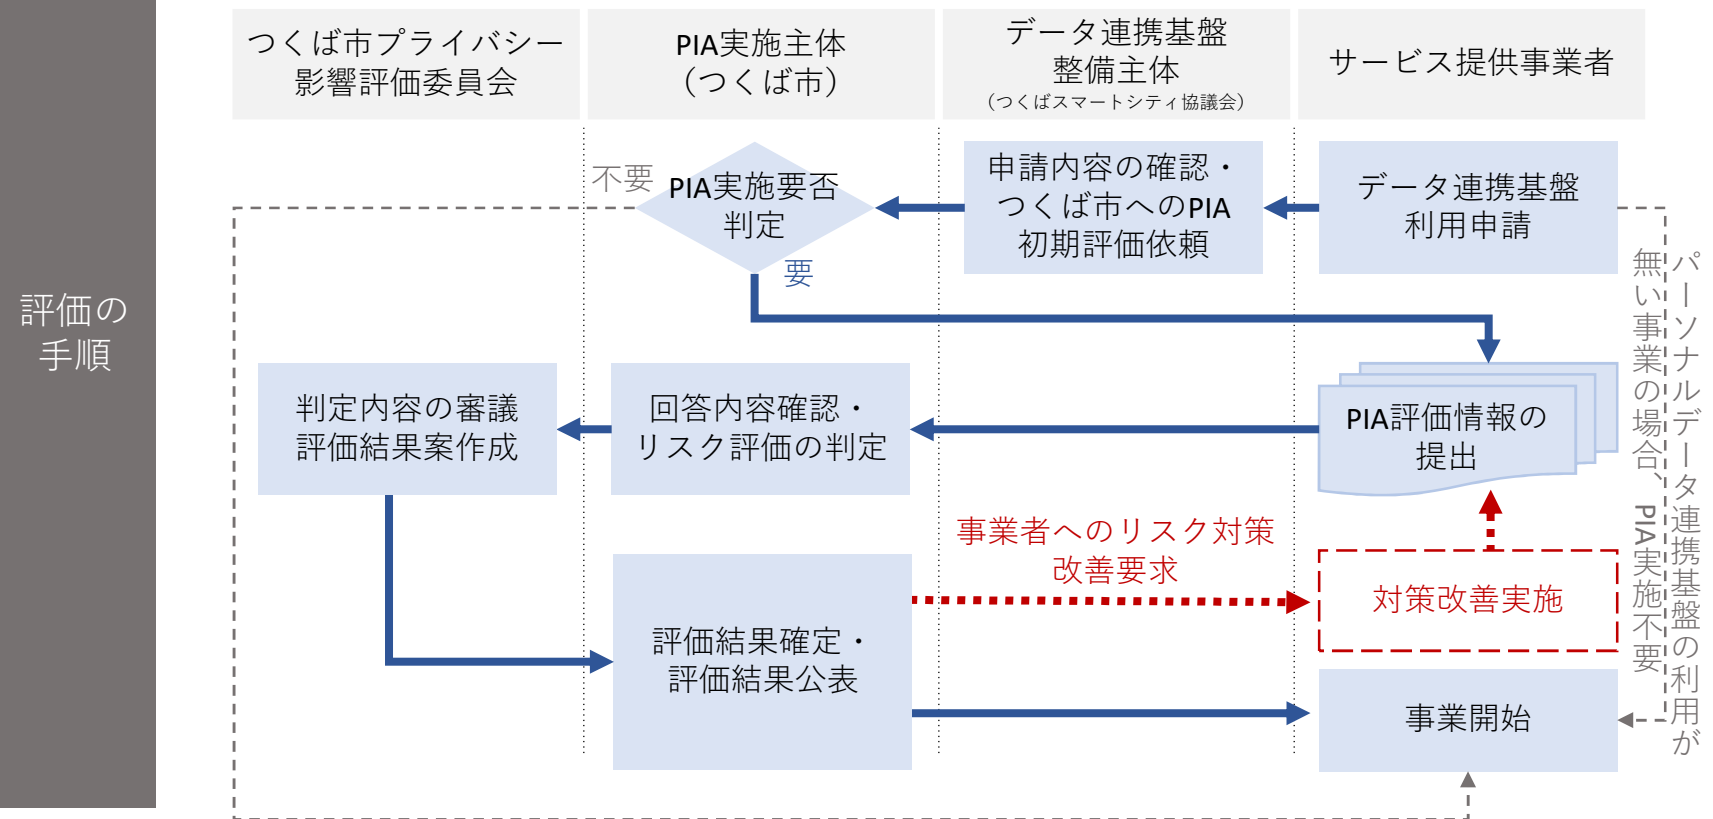 評価の
手順
つくば市プライバシー
影響評価委員会
PIA実施主体
（つくば市）
データ連携基盤
整備主体
（つくばスマートシティ協議会）
サービス提供事業者
不要
PIA実施要否
判定
要
申請内容の確認・
つくば市へのPIA
初期評価依頼
データ連携基盤
利用申請
パーソナルデータ連携基盤の利用が
無い事業の場合、PIA実施不要
判定内容の審議
評価結果案作成
回答内容確認・
リスク評価の判定
PIA評価情報の
提出
事業者へのリスク対策
改善要求
対策改善実施
評価結果確定・
評価結果公表
事業開始